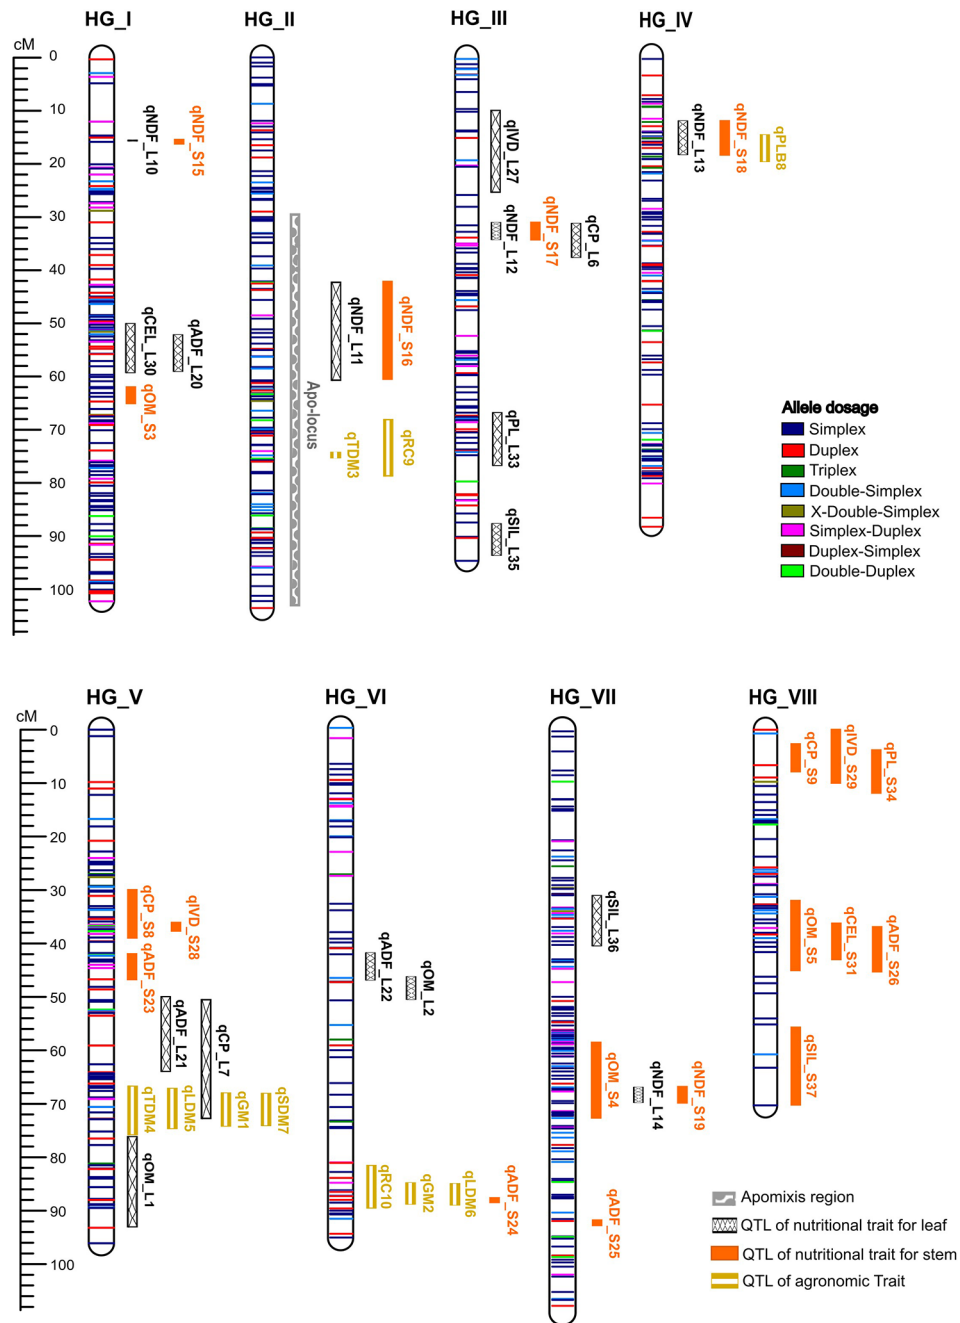 HG_I
HG_II
HG_III
HG_IV
cM
0
10
20
30
40
50
60
70
80
90
100
qNDF_L10
qNDF_S15
qCEL_L30
qADF_L20
qOM_S3
Apo-locus
qNDF_L11
qNDF_S16
qTDM3
qRC9
qIVD_L27
qNDF_L12
qNDF_S17
qCP_L6
qPL_L33
qSIL_L35
qNDF_L13
qNDF_S18
qPLB8
Allele dosage
Simplex
Duplex
Triplex
Double-Simplex
X-Double-Simplex
Simplex-Duplex
Duplex-Simplex
Double-Duplex
HG_V
HG_VI
HG_VII
HG_VIII
cM
0
10
20
30
40
50
60
70
80
90
100
qCP_S8
qIVD_S28
qADF_S23
qADF_L21
qCP_L7
qTDM4
qLDM5
qGM1
qSDM7
qOM_L1
qADF_L22
qOM_L2
qRC10
qGM2
qLDM6
qADF_S24
qSIL_L36
qOM_S4
qNDF_L14
qNDF_S19
qADF_S25
qCP_S9
qIVD_S29
qPL_S34
qOM_S5
qCEL_S31
qADF_S26
qSIL_S37
Apomixis region
QTL of nutritional trait for leaf
QTL of nutritional trait for stem
QTL of agronomic Trait